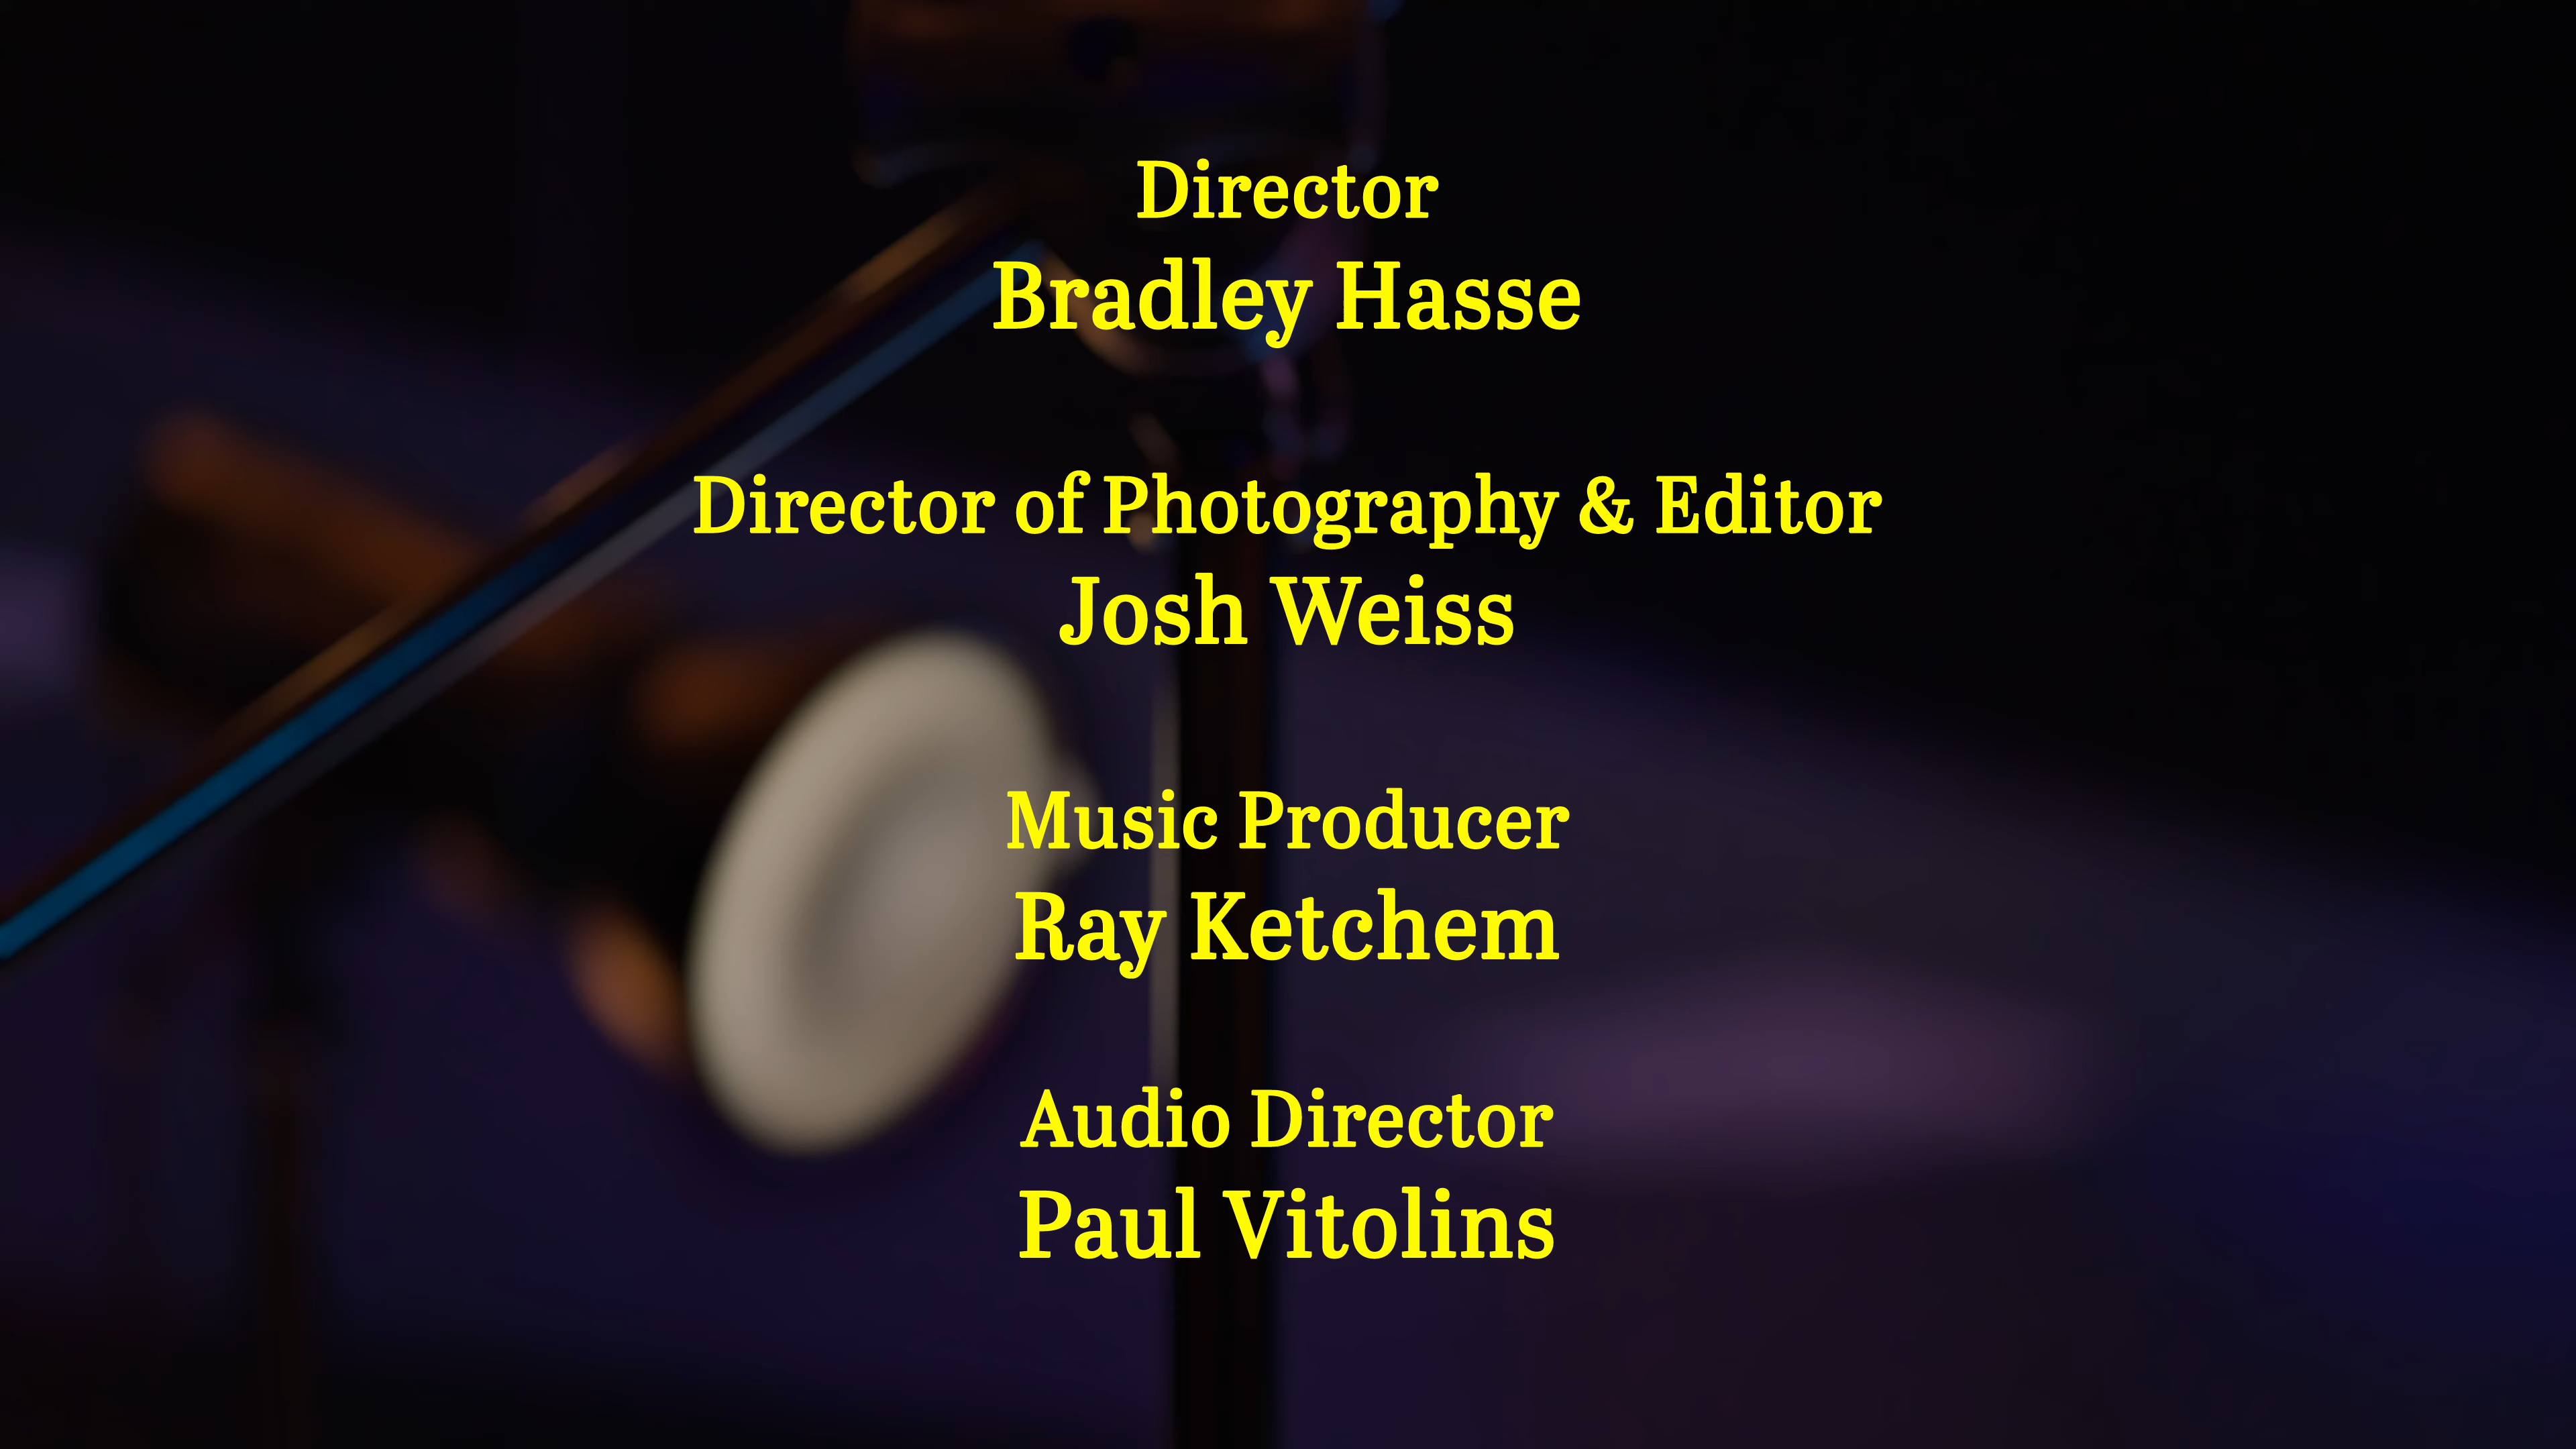 Director
Bradley Hasse
Director of Photography & Editor
Josh Weiss
Music Producer
Ray Ketchem
Audio Director
Paul Vitolins